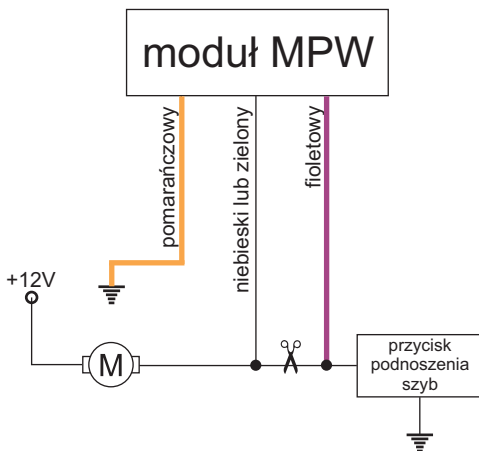 moduł MPW
pomarańczowy
niebieski lub zielony
fioletowy
+12V
M
przycisk
podnoszenia
szyb